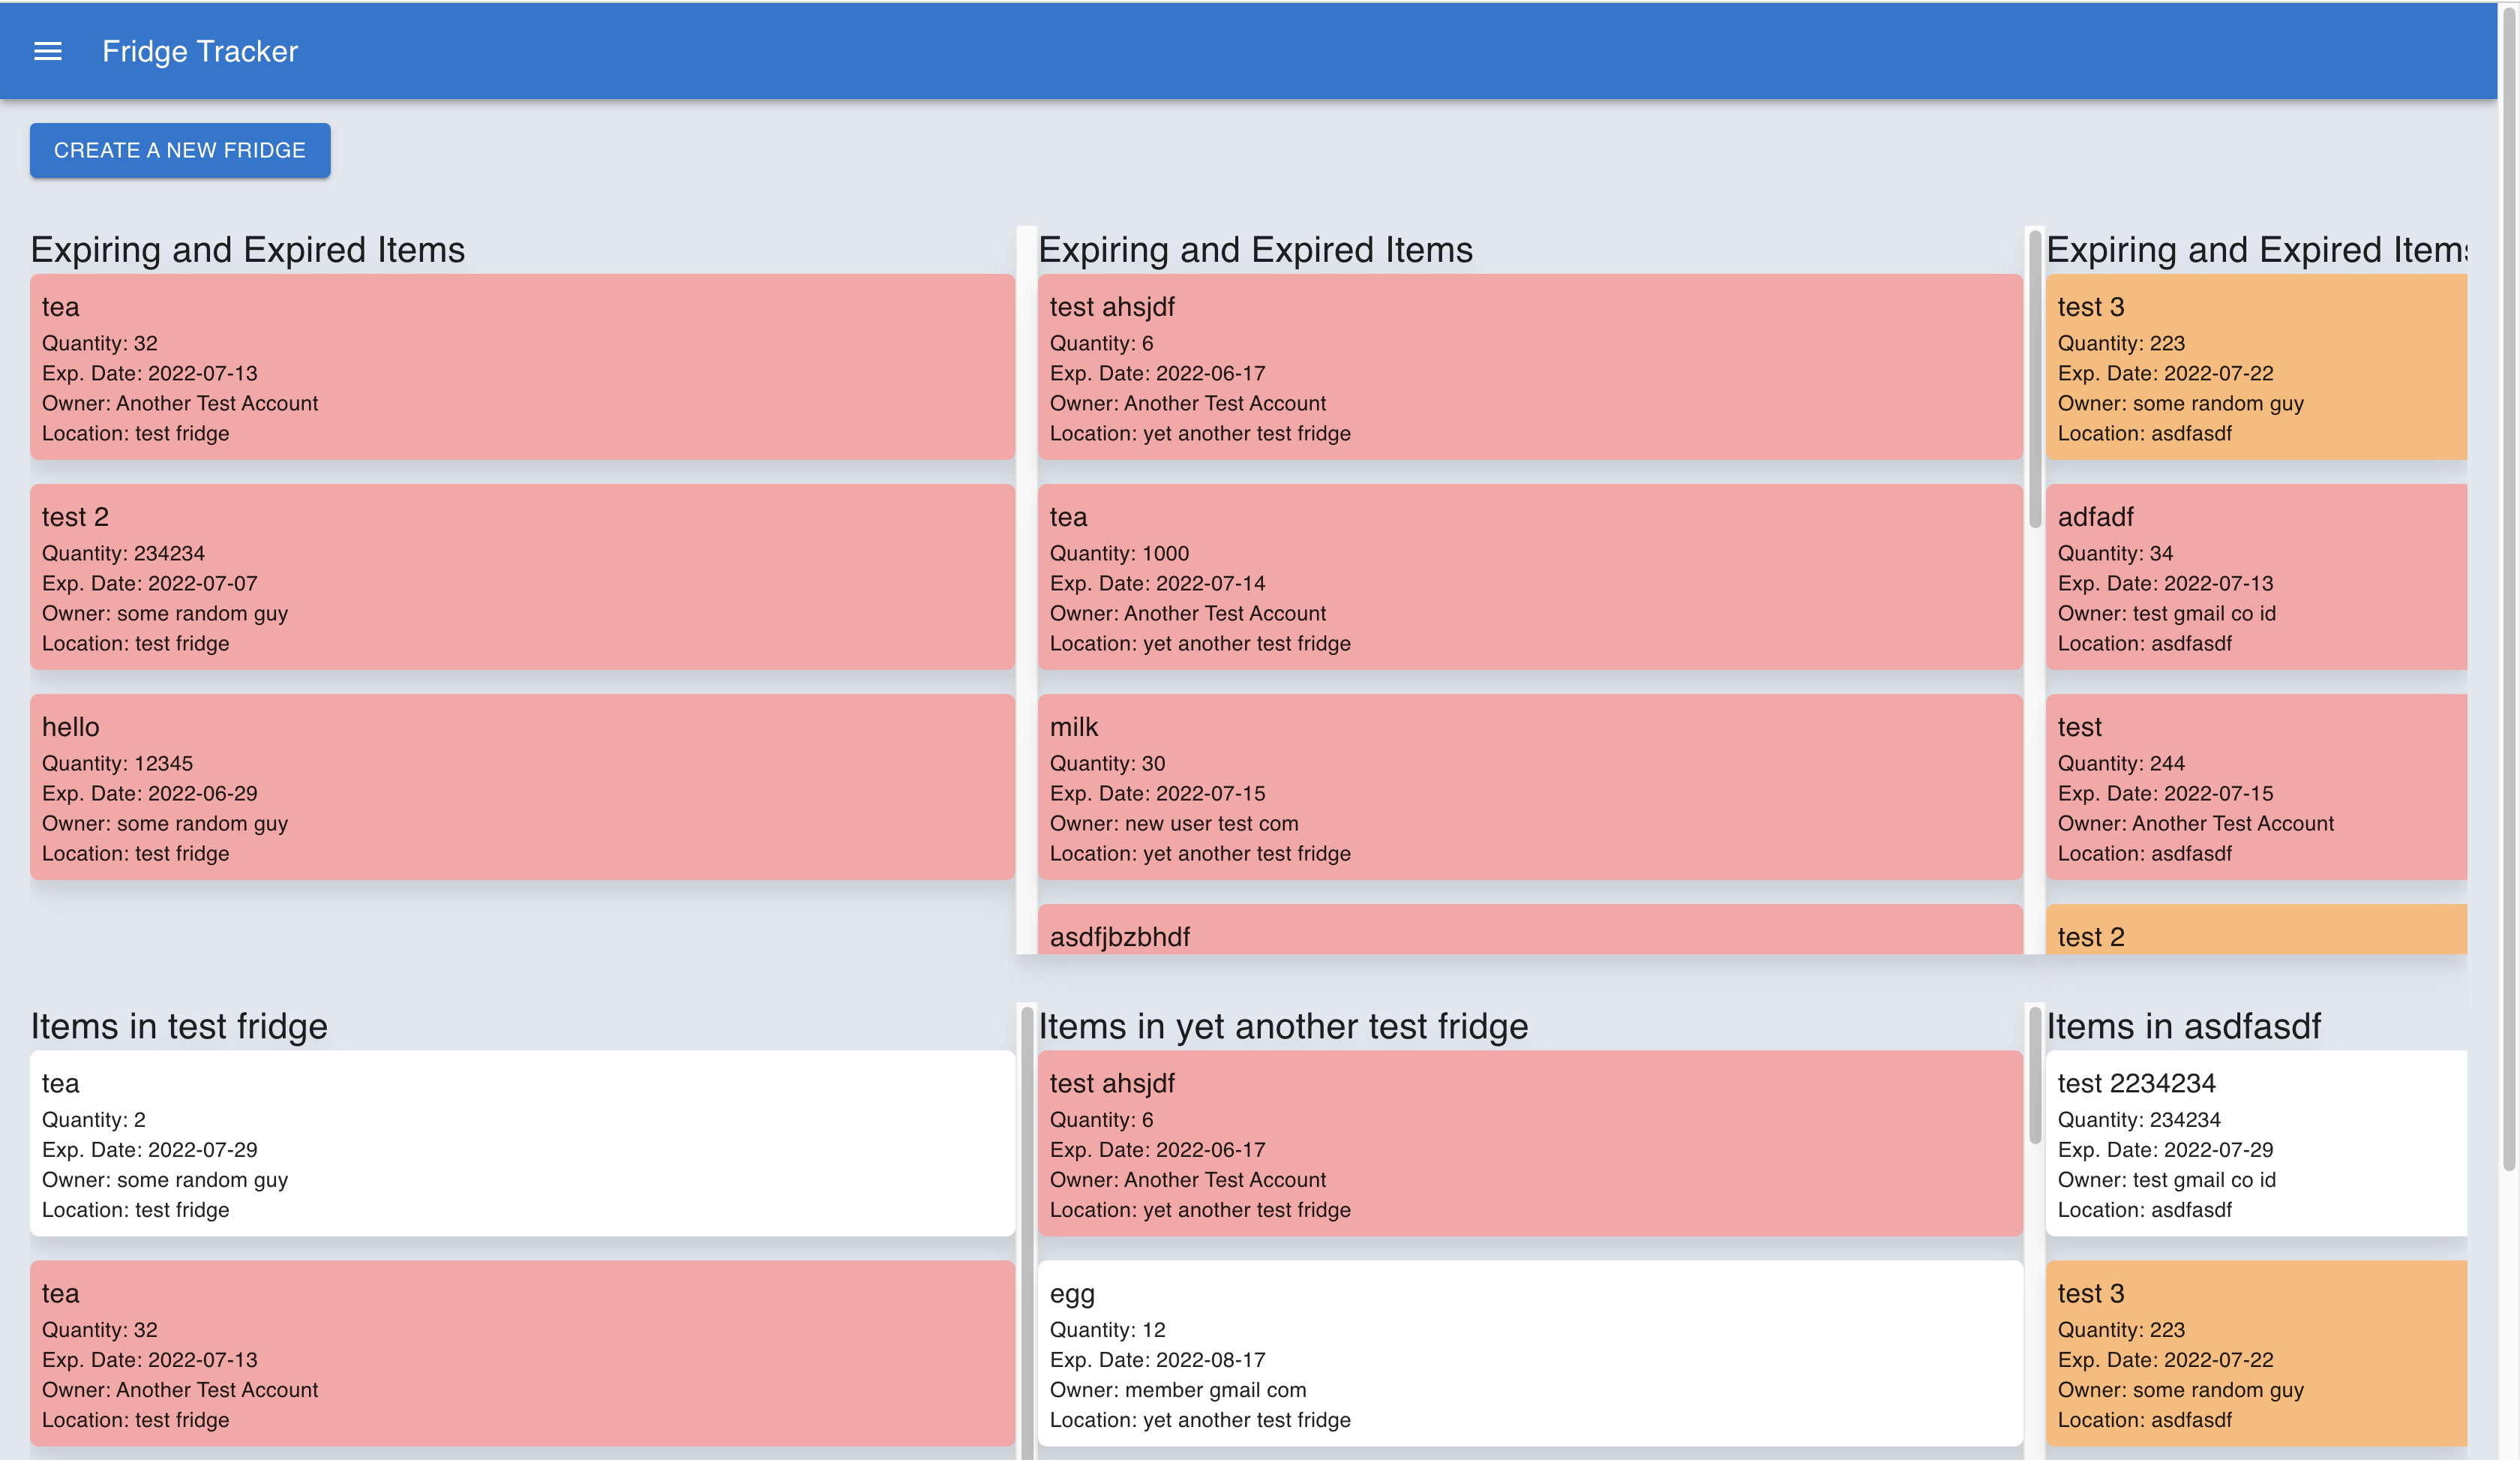 Fridge Tracker
CREATE A NEW FRIDGE
Expiring and Expired Items
tea
Quantity: 32
Exp. Date: 2022-07-13
Owner: Another Test Account
Location: test fridge
test 2
Quantity: 234234
Exp. Date: 2022-07-07
Owner: some random guy
Location: test fridge
hello
Quantity: 12345
Exp. Date: 2022-06-29
Owner: some random guy
Location: test fridge
Expiring and Expired Items
test ahsjdf
Quantity: 6
Exp. Date: 2022-06-17
Owner: Another Test Account
Location: yet another test fridge
tea
Quantity: 1000
Exp. Date: 2022-07-14
Owner: Another Test Account
Location: yet another test fridge
milk
Quantity: 30
Exp. Date: 2022-07-15
Owner: new user test com
Location: yet another test fridge
asdfjbzbhdf
Expiring and Expired Items
test 3
Quantity: 223
Exp. Date: 2022-07-22
Owner: some random guy
Location: asdfasdf
adfadf
Quantity: 34
Exp. Date: 2022-07-13
Owner: test gmail co id
Location: asdfasdf
test
Quantity: 244
Exp. Date: 2022-07-15
Owner: Another Test Account
Location: asdfasdf
test 2
Items in test fridge
tea
Quantity: 2
Exp. Date: 2022-07-29
Owner: some random guy
Location: test fridge
tea
Quantity: 32
Exp. Date: 2022-07-13
Owner: Another Test Account
Location: test fridge
Items in yet another test fridge
test ahsjdf
Quantity: 6
Exp. Date: 2022-06-17
Owner: Another Test Account
Location: yet another test fridge
egg
Quantity: 12
Exp. Date: 2022-08-17
Owner: member gmail com
Location: yet another test fridge
Items in asdfasdf
test 2234234
Quantity: 234234
Exp. Date: 2022-07-29
Owner: test gmail co id
Location: asdfasdf
test 3
Quantity: 223
Exp. Date: 2022-07-22
Owner: some random guy
Location: asdfasdf